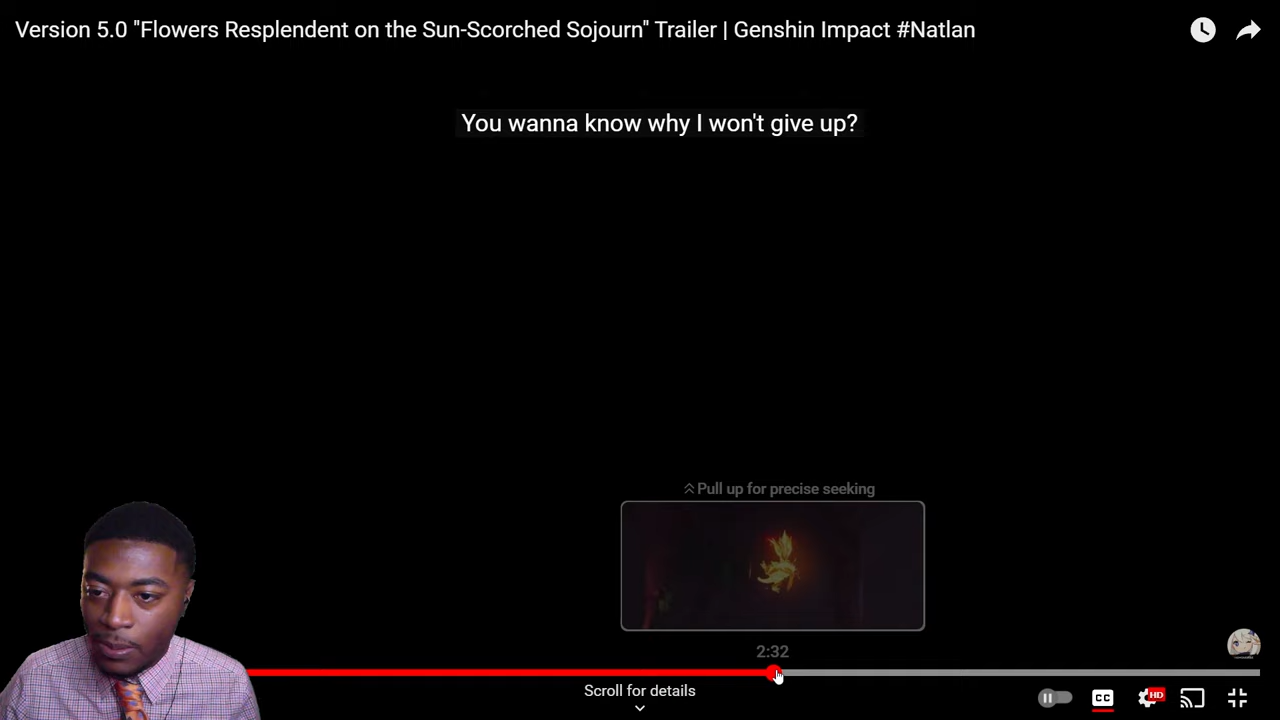 Version 5.0 "Flowers Resplendent on the Sun-Scorched Sojourn" Trailer | Genshin Impact #Natlan
You wanna know why I won't give up?
Pull up for precise seeking
2:32
Scroll for details
CC
HD